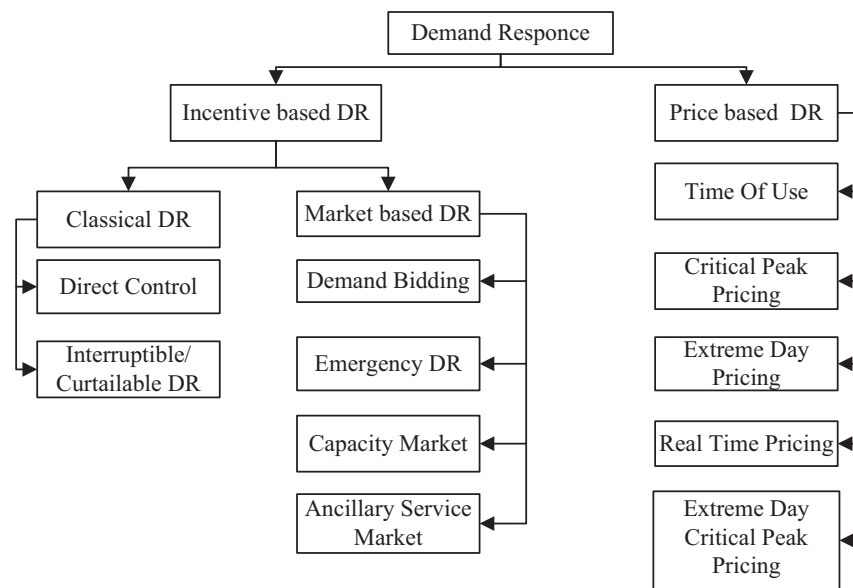 Demand Responce
Incentive based DR
Price based DR
Classical DR
Market based DR
Time Of Use
Direct Control
Demand Bidding
Critical Peak
Pricing
Interruptible/
Curtailable DR
Emergency DR
Extreme Day
Pricing
Capacity Market
Real Time Pricing
Ancillary Service
Market
Extreme Day
Critical Peak
Pricing